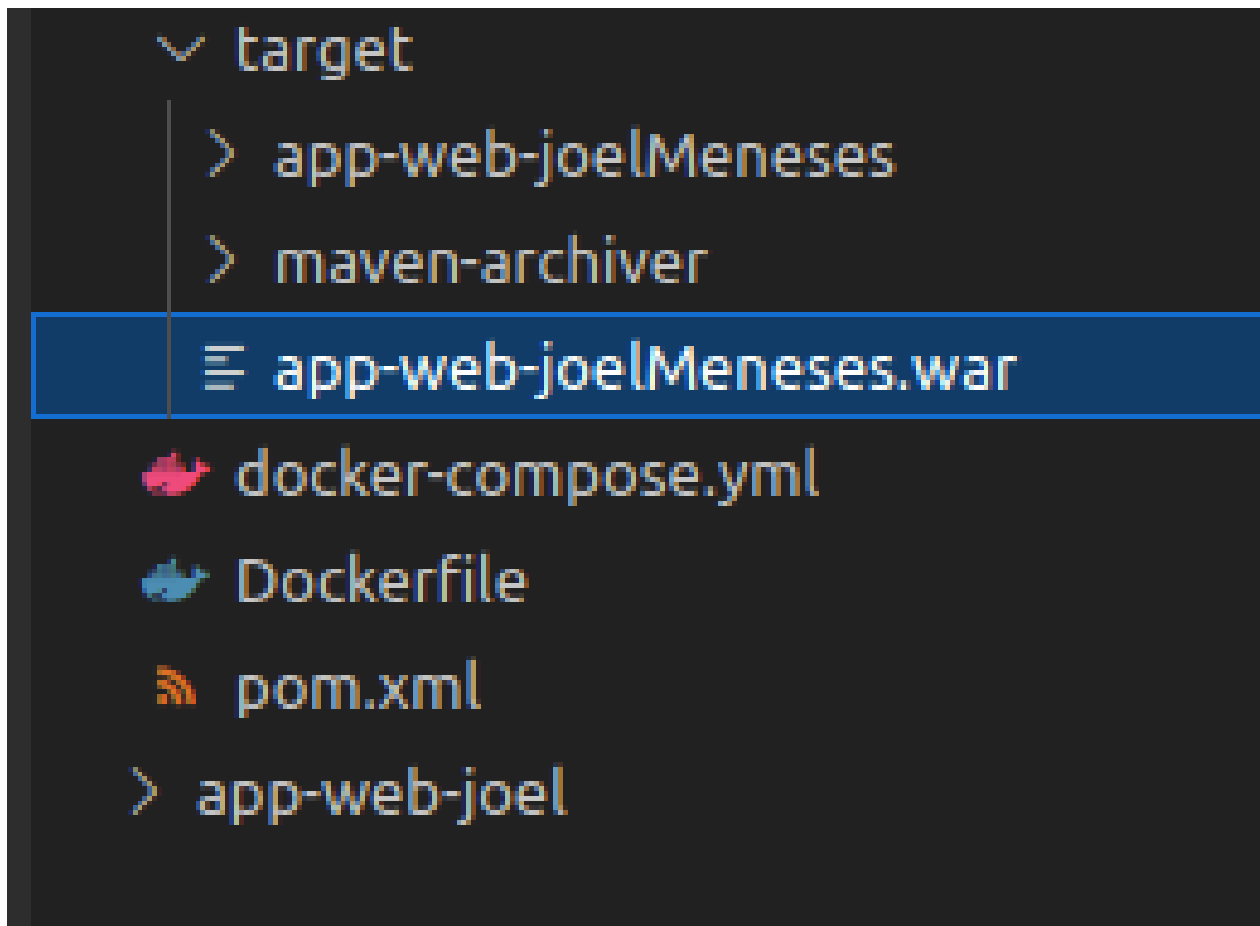 target
app-web-joelMeneses
maven-archiver
app-web-joelMeneses.war
docker-compose.yml
Dockerfile
pom.xml
app-web-joel